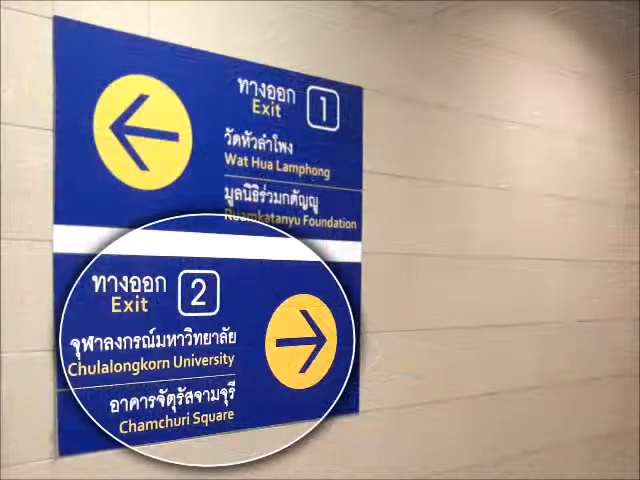 ทางออก 1
Exit
วัดหัวลำโพง
Wat Hua Lamphong
มูลนิธิร่วมกตัญญู
Ruamkatanyu Foundation
ทางออก 2
Exit
จุฬาลงกรณ์มหาวิทยาลัย
Chulalongkorn University
อาคารจัตุรัสจามจุรี
Chamchuri Square